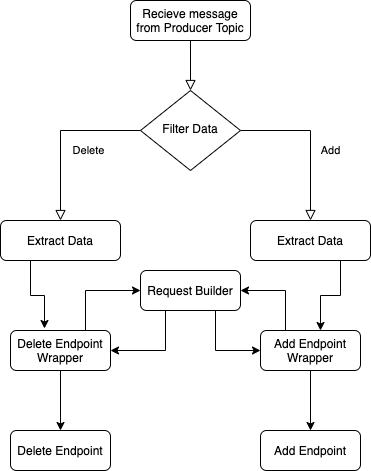 Recieve message
from Producer Topic
Filter Data
Delete
Add
Extract Data
Extract Data
Request Builder
Delete Endpoint
Wrapper
Add Endpoint
Wrapper
Delete Endpoint
Add Endpoint